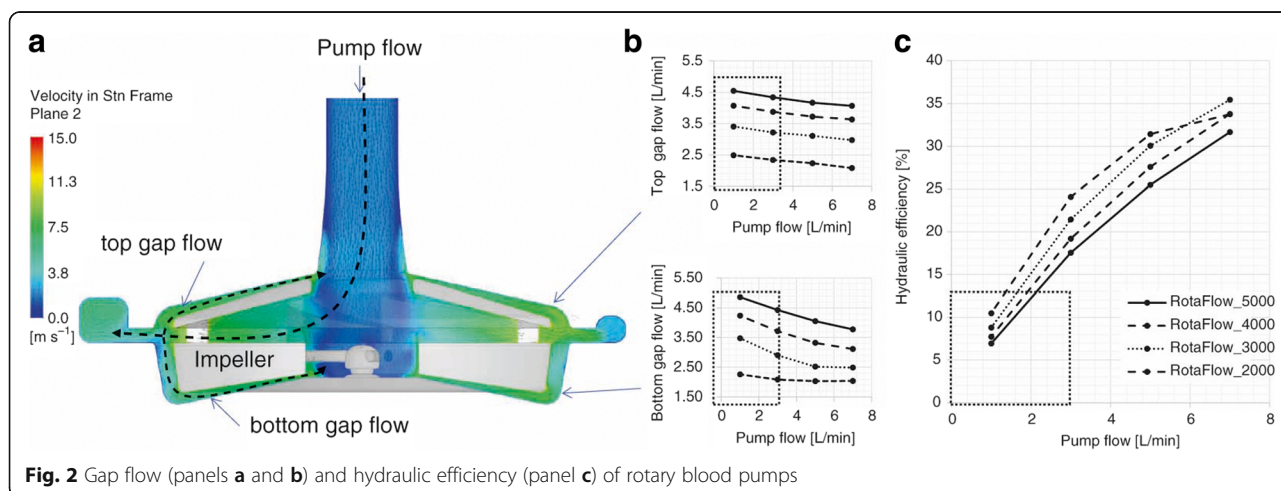 a
Pump flow
Velocity in Stn Frame
Plane 2
15.0
11.3
7.5
3.8
0.0
[m s⁻¹]
top gap flow
Impeller
bottom gap flow
b
Top gap flow [L/min]
5.5
4.5
3.5
2.5
1.5
0 2 4 6 8
Pump flow [L/min]
Bottom gap flow [L/min]
5.50
4.50
3.50
2.50
1.50
0 2 4 6 8
Pump flow [L/min]
c
Hydraulic efficiency [%]
40
35
30
25
20
15
10
5
0
0 2 4 6 8
Pump flow [L/min]
RotaFlow_5000
RotaFlow_4000
RotaFlow_3000
RotaFlow_2000
Fig. 2 Gap flow (panels a and b) and hydraulic efficiency (panel c) of rotary blood pumps